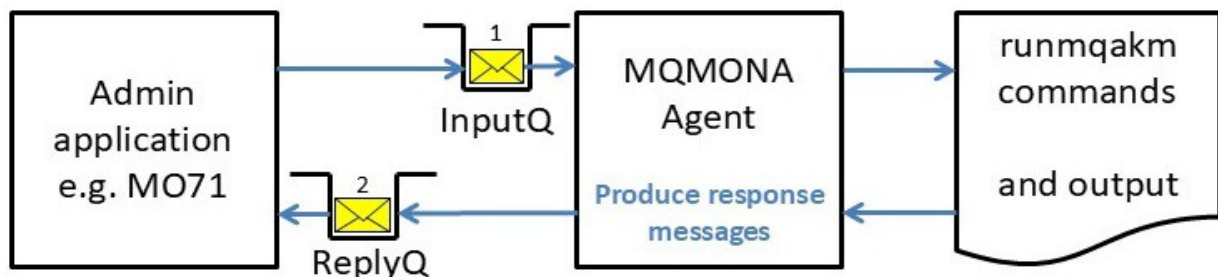 Admin
application
e.g. MO71
1
InputQ
2
ReplyQ
MQMONA
Agent
Produce response
messages
runmqakm
commands
and output